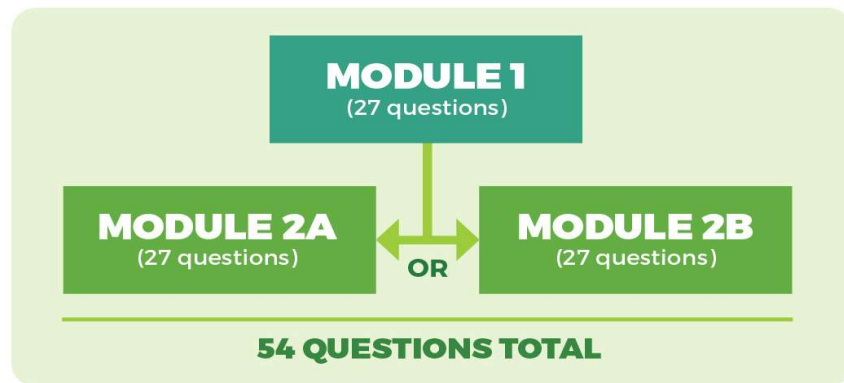 MODULE 1
(27 questions)
MODULE 2A
(27 questions)
OR
MODULE 2B
(27 questions)
54 QUESTIONS TOTAL